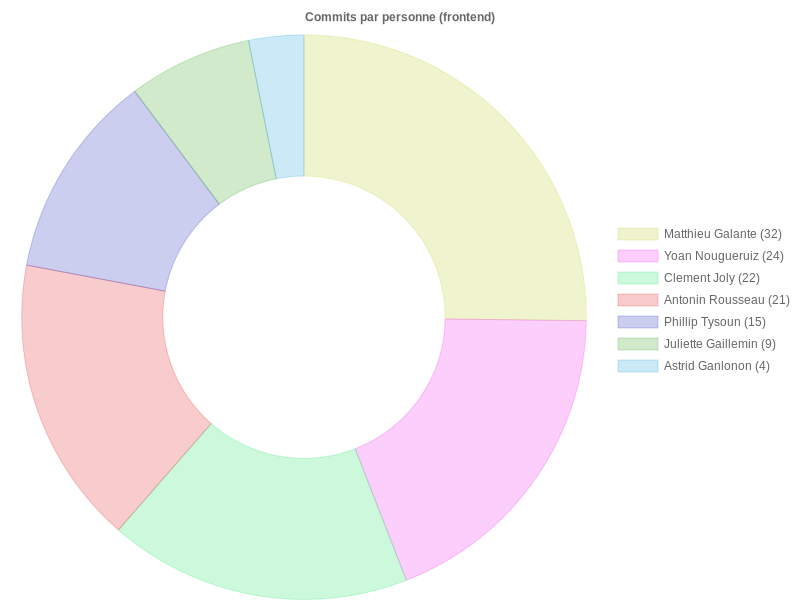 Commits par personne (frontend)
Matthieu Galante (32)
Yoan Nougueruiz (24)
Clement Joly (22)
Antonin Rousseau (21)
Phillip Tysoun (15)
Juliette Gaillemin (9)
Astrid Ganlonon (4)